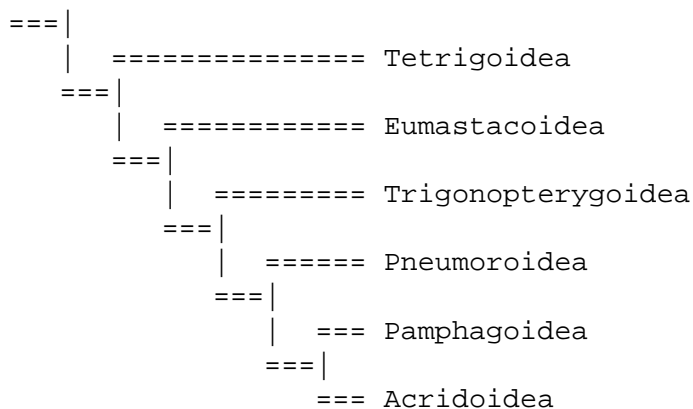 ===|
   |  =============== Tetrigoidea
   ===|
      |  ============ Eumastacoidea
      ===|
         |  ========= Trigonopterygoidea
         ===|
            |  ====== Pneumoroidea
            ===|
               |  === Pamphagoidea
               ===|
                  === Acridoidea